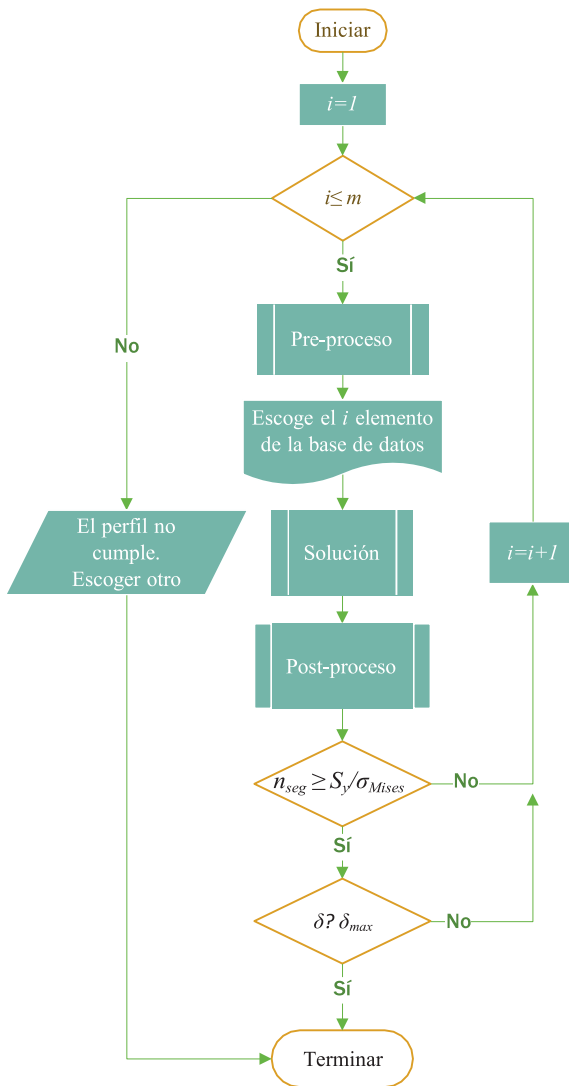 Iniciar
i=1
i≤ m
Sí
No
Pre-proceso
Escoge el i elemento
de la base de datos
El perfil no
cumple.
Escoger otro
Solución
i=i+1
Post-proceso
n_seg ≥ S_y/σ_Mises
No
Sí
δ? δ_max
No
Sí
Terminar